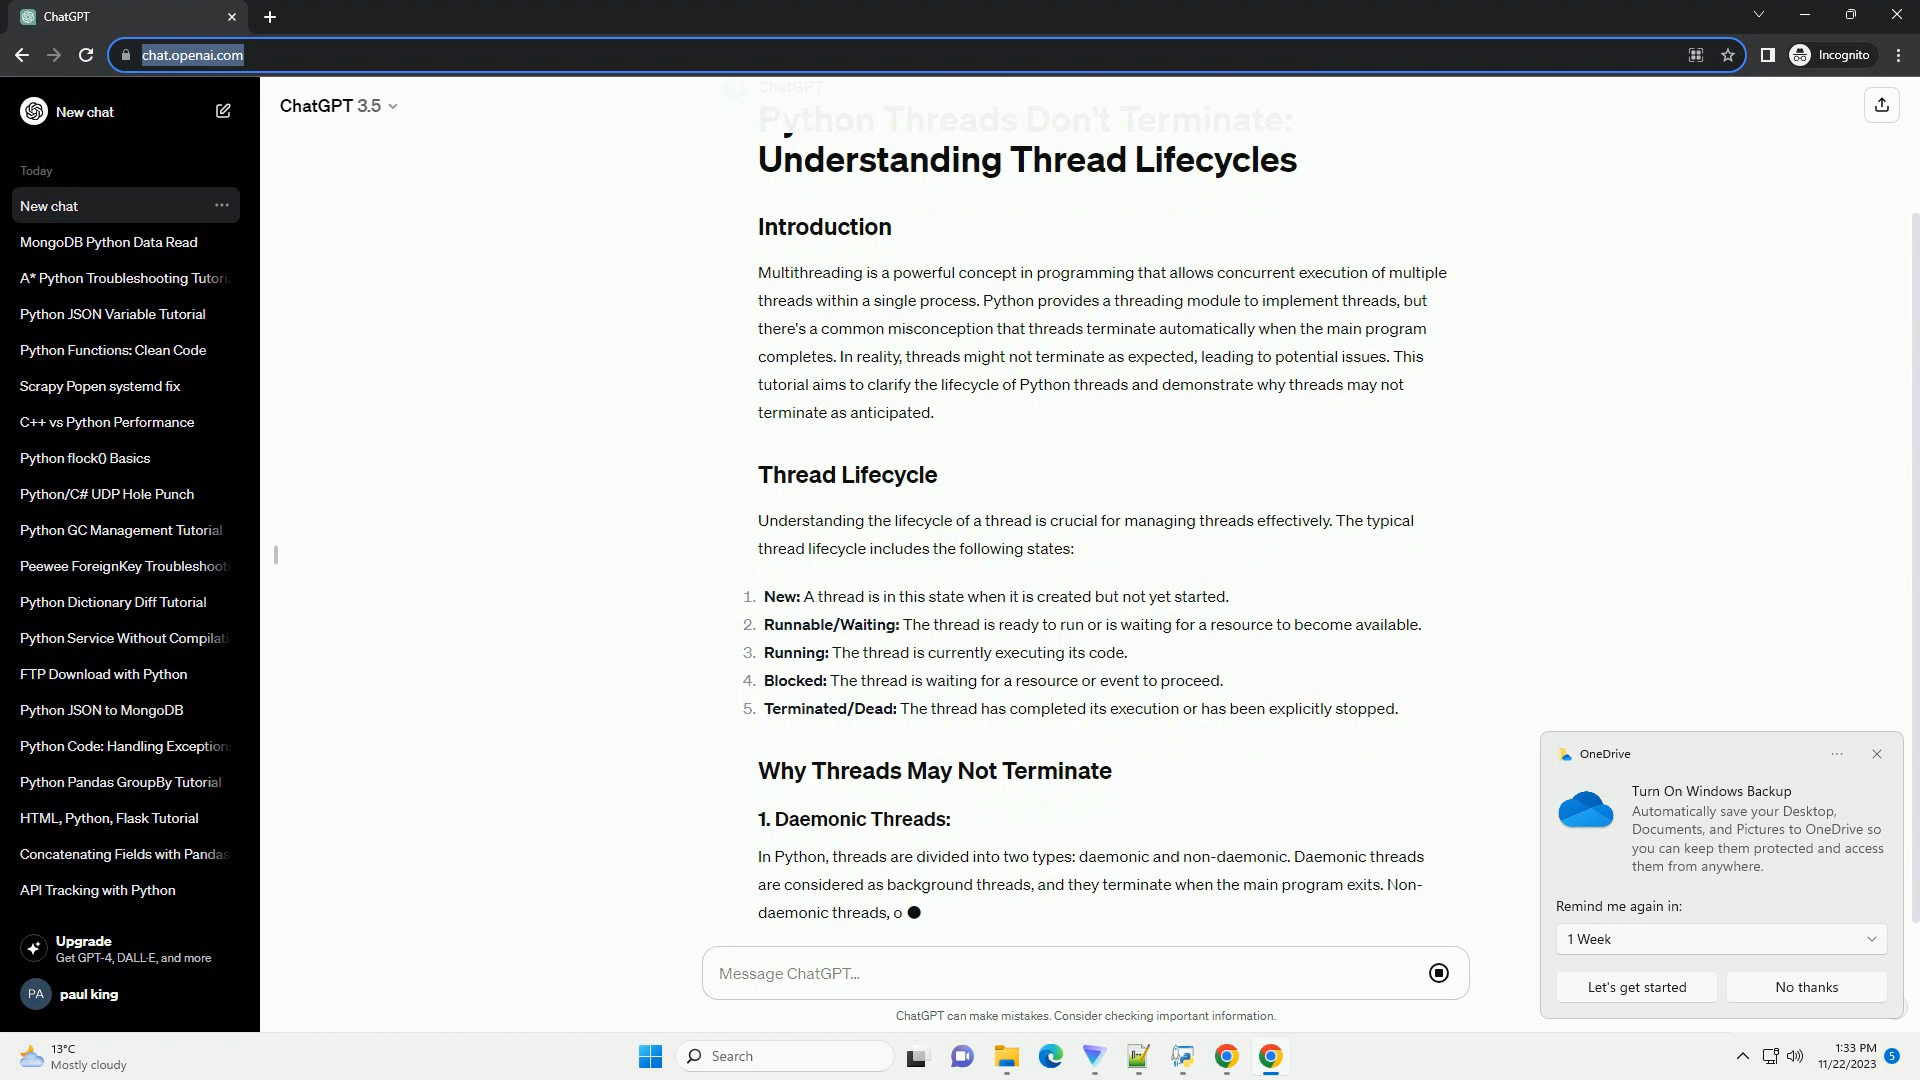 ChatGPT
chat.openai.com
Incognito
New chat
Today
New chat
MongoDB Python Data Read
A* Python Troubleshooting Tutori
Python JSON Variable Tutorial
Python Functions: Clean Code
Scrapy Popen systemd fix
C++ vs Python Performance
Python flock() Basics
Python/C# UDP Hole Punch
Python GC Management Tutorial
Peewee ForeignKey Troubleshooti
Python Dictionary Diff Tutorial
Python Service Without Compilati
FTP Download with Python
Python JSON to MongoDB
Python Code: Handling Exception
Python Pandas GroupBy Tutorial
HTML, Python, Flask Tutorial
Concatenating Fields with Pandas
API Tracking with Python
Upgrade
Get GPT-4, DALL·E, and more
PA
paul king
ChatGPT 3.5
ChatGPT
Python Threads Don't Terminate:
Understanding Thread Lifecycles
Introduction
Multithreading is a powerful concept in programming that allows concurrent execution of multiple
threads within a single process. Python provides a threading module to implement threads, but
there's a common misconception that threads terminate automatically when the main program
completes. In reality, threads might not terminate as expected, leading to potential issues. This
tutorial aims to clarify the lifecycle of Python threads and demonstrate why threads may not
terminate as anticipated.
Thread Lifecycle
Understanding the lifecycle of a thread is crucial for managing threads effectively. The typical
thread lifecycle includes the following states:
1. New: A thread is in this state when it is created but not yet started.
2. Runnable/Waiting: The thread is ready to run or is waiting for a resource to become available.
3. Running: The thread is currently executing its code.
4. Blocked: The thread is waiting for a resource or event to proceed.
5. Terminated/Dead: The thread has completed its execution or has been explicitly stopped.
Why Threads May Not Terminate
1. Daemonic Threads:
In Python, threads are divided into two types: daemonic and non-daemonic. Daemonic threads
are considered as background threads, and they terminate when the main program exits. Non-
daemonic threads, o
Message ChatGPT...
ChatGPT can make mistakes. Consider checking important information.
OneDrive
Turn On Windows Backup
Automatically save your Desktop,
Documents, and Pictures to OneDrive so
you can keep them protected and access
them from anywhere.
Remind me again in:
1 Week
Let's get started
No thanks
13°C
Mostly cloudy
Search
1:33 PM
11/22/2023
5